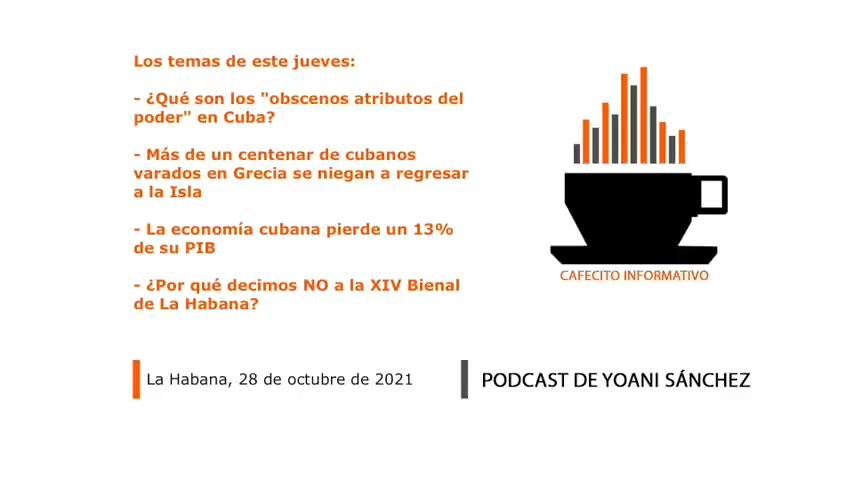 Los temas de este jueves:
- ¿Qué son los "obscenos atributos del
poder" en Cuba?
- Más de un centenar de cubanos
varados en Grecia se niegan a regresar
a la Isla
- La economía cubana pierde un 13%
de su PIB
- ¿Por qué decimos NO a la XIV Bienal
de La Habana?
CAFECITO INFORMATIVO
La Habana, 28 de octubre de 2021
PODCAST DE YOANI SÁNCHEZ